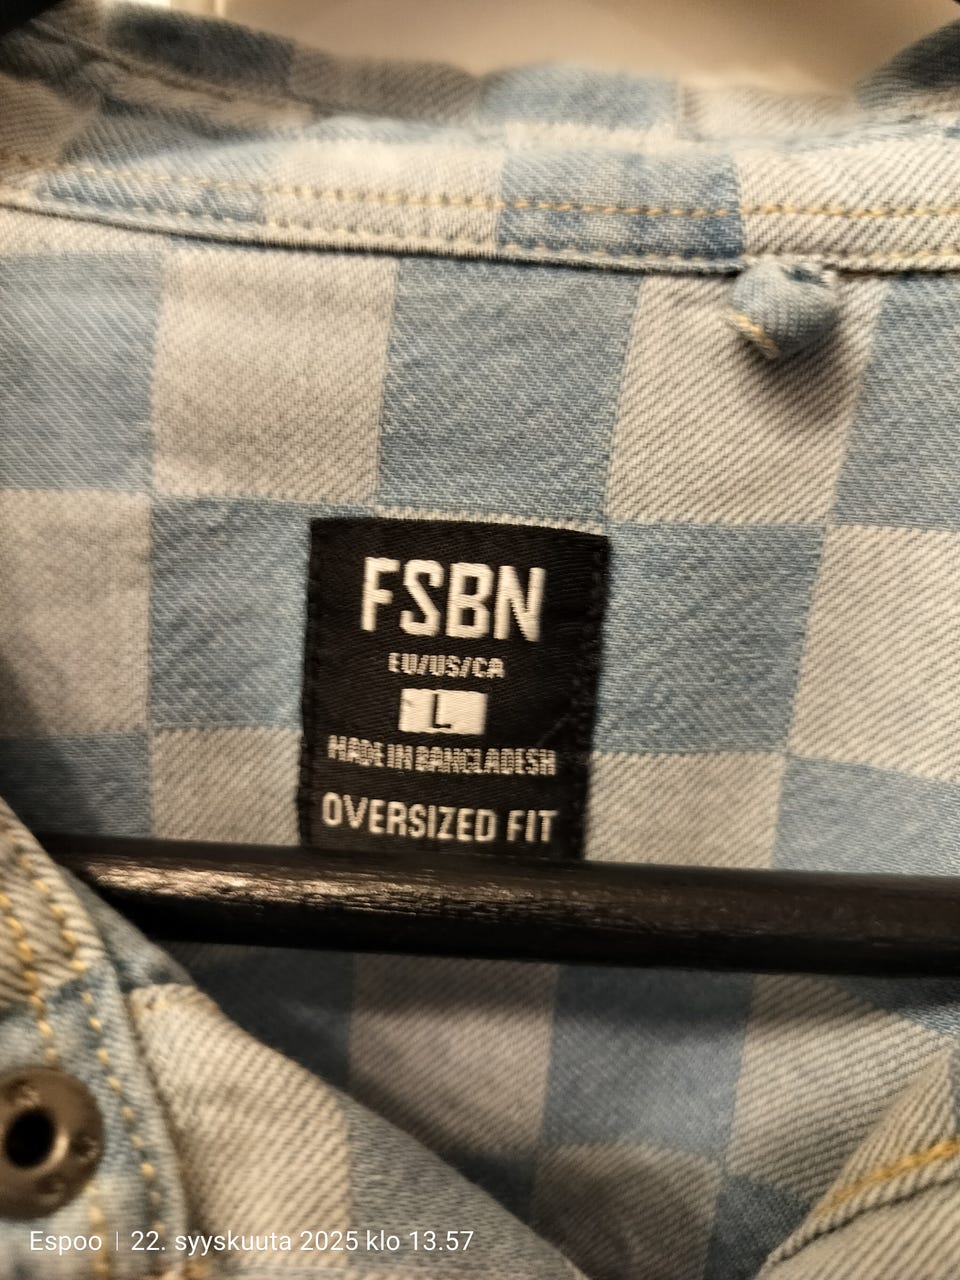 FSBN
EU/US/CA
L
MADE IN BANGLADESH
OVERSIZED FIT
Espoo | 22. syyskuuta 2025 klo 13.57